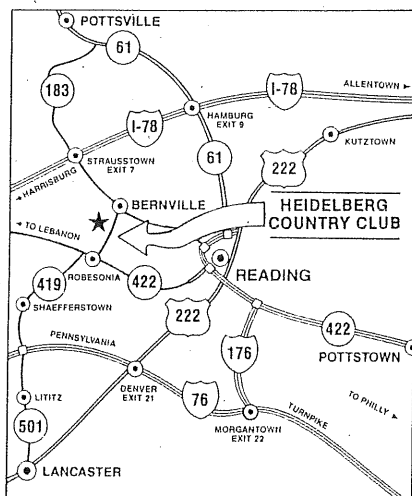 POTTSVILLE
61
183
ALLENTOWN
I-78
I-78
HAMBURG
EXIT 9
KUTZTOWN
61
STRAUSSTOWN
EXIT 7
222
HARRISBURG
BERNVILLE
HEIDELBERG
COUNTRY CLUB
TO LEBANON
ROBESONIA
422
READING
419
SHAEFFERSTOWN
222
422
PENNSYLVANIA
176
POTTSTOWN
DENVER
EXIT 21
76
TO PHILLY
LITITZ
MORGANTOWN
EXIT 22
TURNPIKE
501
LANCASTER